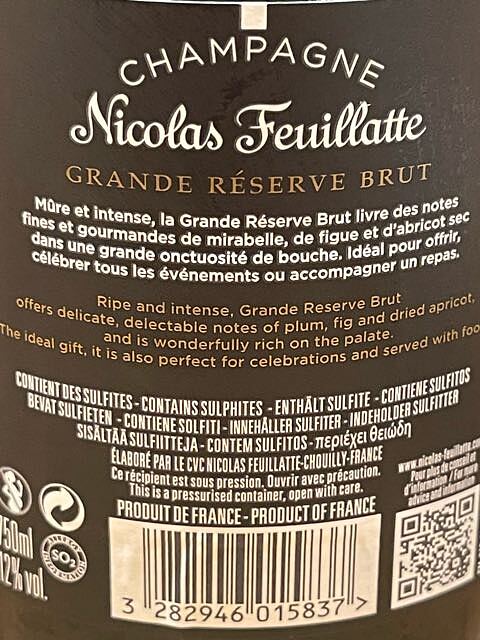 CHAMPAGNE
Nicolas Feuillatte
GRANDE RÉSERVE BRUT
Mûre et intense, la Grande Réserve Brut livre des notes
fines et gourmandes de mirabelle, de figue et d'abricot sec
dans une grande onctuosité de bouche. Idéal pour offrir,
célébrer tous les événements ou accompagner un repas.
Ripe and intense, Grande Reserve Brut
offers delicate, delectable notes of plum, fig and dried apricot,
and is wonderfully rich on the palate.
The ideal gift, it is also perfect for celebrations and served with foo
CONTIENT DES SULFITES - CONTAINS SULPHITES - ENTHÄLT SULFITE - CONTIENE SULFITOS
BEVAT SULFIETEN - CONTIENE SOLFITI - INNEHÅLLER SULFITER - INDEHOLDER SULFITTER
SISÄLTÄÄ SULFIITTEJA - CONTEM SULFITOS - περιέχει θειώδη
ÉLABORÉ PAR LE CVC NICOLAS FEUILLATTE-CHOUILLY-FRANCE
Ce récipient est sous pression. Ouvrir avec précaution.
This is a pressurised container, open with care.
PRODUIT DE FRANCE - PRODUCT OF FRANCE
www.nicolas-feuillatte.com
Pour plus de conseil et
d'information / For more
advice and information
750ml
12% vol.
SO2
3 282946 015837 >